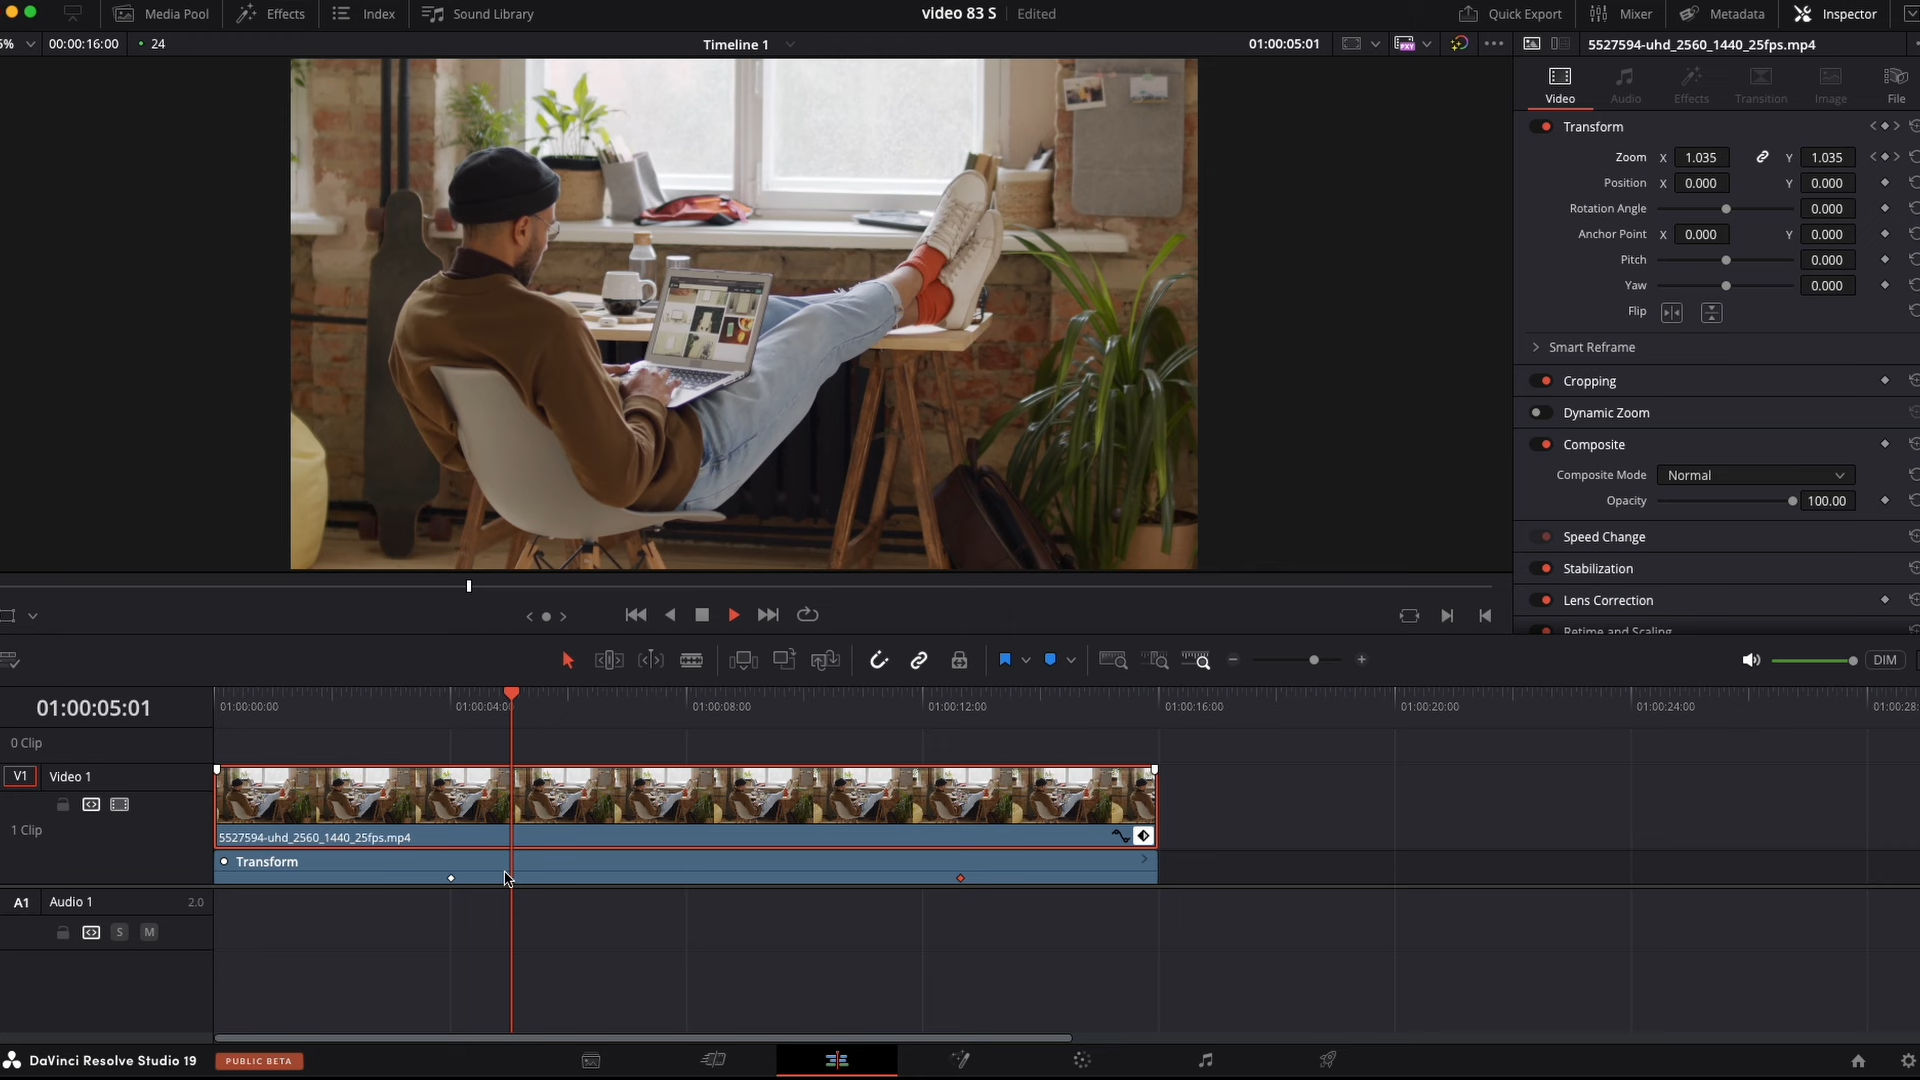 Media Pool
Effects
Index
Sound Library
video 83 S
Edited
Quick Export
Mixer
Metadata
Inspector
5%
00:00:16:00
24
Timeline 1
01:00:05:01
PXY
5527594-uhd_2560_1440_25fps.mp4
Video
Audio
Effects
Transition
Image
File
Transform
Zoom X 1.035 Y 1.035
Position X 0.000 Y 0.000
Rotation Angle 0.000
Anchor Point X 0.000 Y 0.000
Pitch 0.000
Yaw 0.000
Flip
Smart Reframe
Cropping
Dynamic Zoom
Composite
Composite Mode Normal
Opacity 100.00
Speed Change
Stabilization
Lens Correction
Retime and Scaling
DIM
01:00:05:01
01:00:00:00
01:00:04:00
01:00:08:00
01:00:12:00
01:00:16:00
01:00:20:00
01:00:24:00
01:00:28:
0 Clip
V1 Video 1
1 Clip
5527594-uhd_2560_1440_25fps.mp4
Transform
A1 Audio 1 2.0
S M
DaVinci Resolve Studio 19
PUBLIC BETA